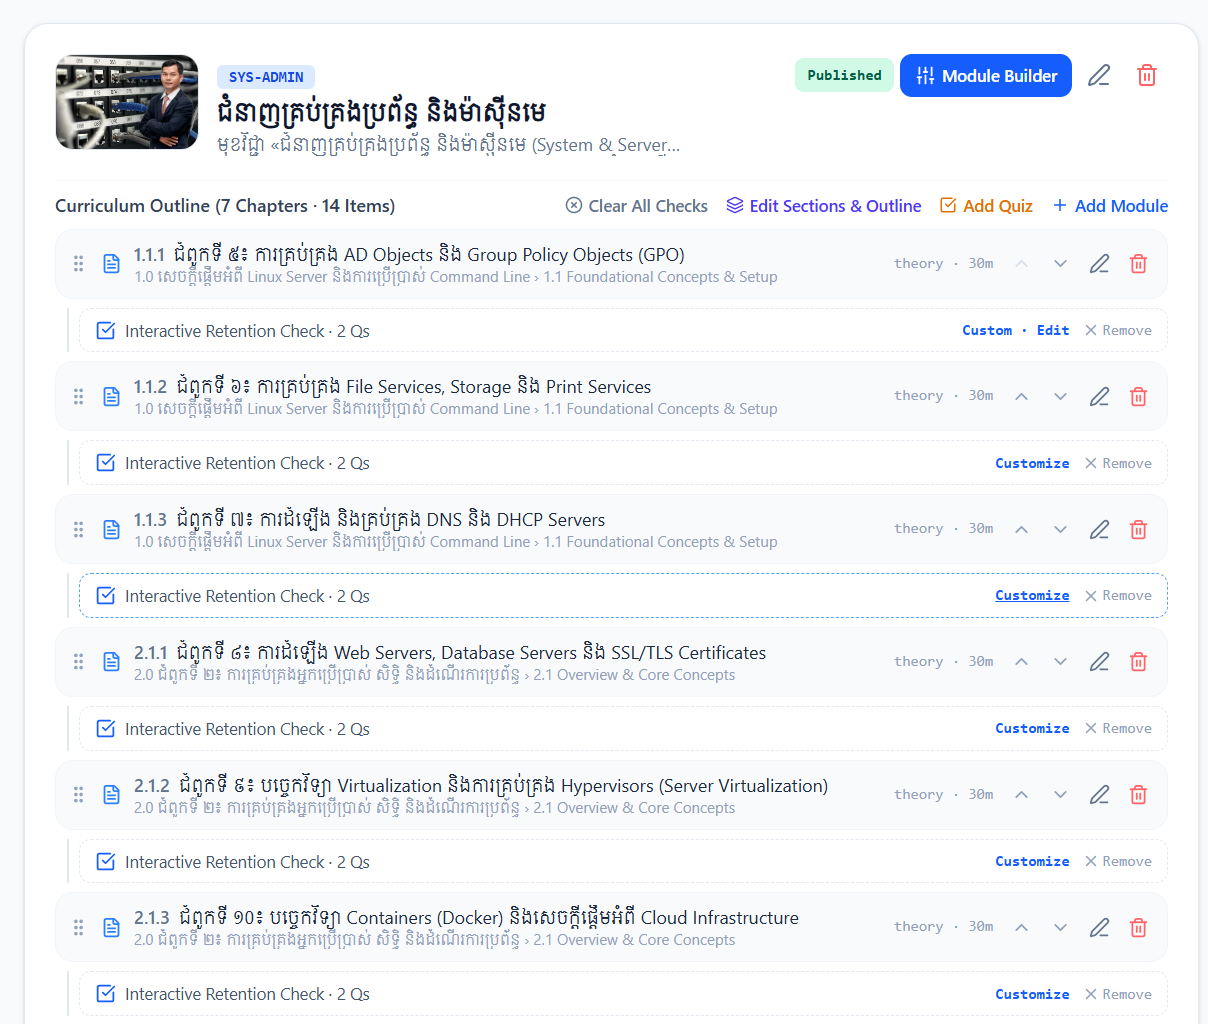 SYS-ADMIN
ជំនាញគ្រប់គ្រងប្រព័ន្ធ និងម៉ាស៊ីនមេ
មុខវិជ្ជា «ជំនាញគ្រប់គ្រងប្រព័ន្ធ និងម៉ាស៊ីនមេ (System & Server...
Published
Module Builder
Curriculum Outline (7 Chapters · 14 Items)
Clear All Checks
Edit Sections & Outline
Add Quiz
+ Add Module
1.1.1 ជំពូកទី ៥៖ ការគ្រប់គ្រង AD Objects និង Group Policy Objects (GPO)
1.0 សេចក្តីផ្តើមអំពី Linux Server និងការប្រើប្រាស់ Command Line › 1.1 Foundational Concepts & Setup
theory · 30m
Interactive Retention Check · 2 Qs
Custom · Edit
Remove
1.1.2 ជំពូកទី ៦៖ ការគ្រប់គ្រង File Services, Storage និង Print Services
1.0 សេចក្តីផ្តើមអំពី Linux Server និងការប្រើប្រាស់ Command Line › 1.1 Foundational Concepts & Setup
theory · 30m
Interactive Retention Check · 2 Qs
Customize
Remove
1.1.3 ជំពូកទី ៧៖ ការដំឡើង និងគ្រប់គ្រង DNS និង DHCP Servers
1.0 សេចក្តីផ្តើមអំពី Linux Server និងការប្រើប្រាស់ Command Line › 1.1 Foundational Concepts & Setup
theory · 30m
Interactive Retention Check · 2 Qs
Customize
Remove
2.1.1 ជំពូកទី ៨៖ ការដំឡើង Web Servers, Database Servers និង SSL/TLS Certificates
2.0 ជំពូកទី ២៖ ការគ្រប់គ្រងអ្នកប្រើប្រាស់ សិទ្ធិ និងដំណើរការប្រព័ន្ធ › 2.1 Overview & Core Concepts
theory · 30m
Interactive Retention Check · 2 Qs
Customize
Remove
2.1.2 ជំពូកទី ៩៖ បច្ចេកវិទ្យា Virtualization និងការគ្រប់គ្រង Hypervisors (Server Virtualization)
2.0 ជំពូកទី ២៖ ការគ្រប់គ្រងអ្នកប្រើប្រាស់ សិទ្ធិ និងដំណើរការប្រព័ន្ធ › 2.1 Overview & Core Concepts
theory · 30m
Interactive Retention Check · 2 Qs
Customize
Remove
2.1.3 ជំពូកទី ១០៖ បច្ចេកវិទ្យា Containers (Docker) និងសេចក្តីផ្តើមអំពី Cloud Infrastructure
2.0 ជំពូកទី ២៖ ការគ្រប់គ្រងអ្នកប្រើប្រាស់ សិទ្ធិ និងដំណើរការប្រព័ន្ធ › 2.1 Overview & Core Concepts
theory · 30m
Interactive Retention Check · 2 Qs
Customize
Remove